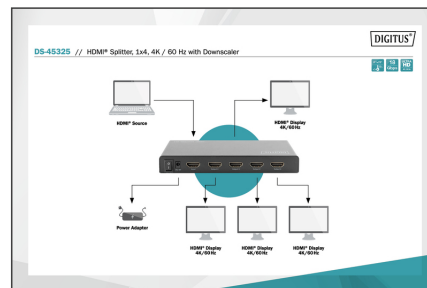 DIGITUS®
DS-45325 // HDMI® Splitter, 1x4, 4K / 60 Hz with Downscaler
HDMI® Source
HDMI® Display
4K/60Hz
Power Adapter
HDMI® Display
4K/60Hz
HDMI® Display
4K/60Hz
HDMI® Display
4K/60Hz